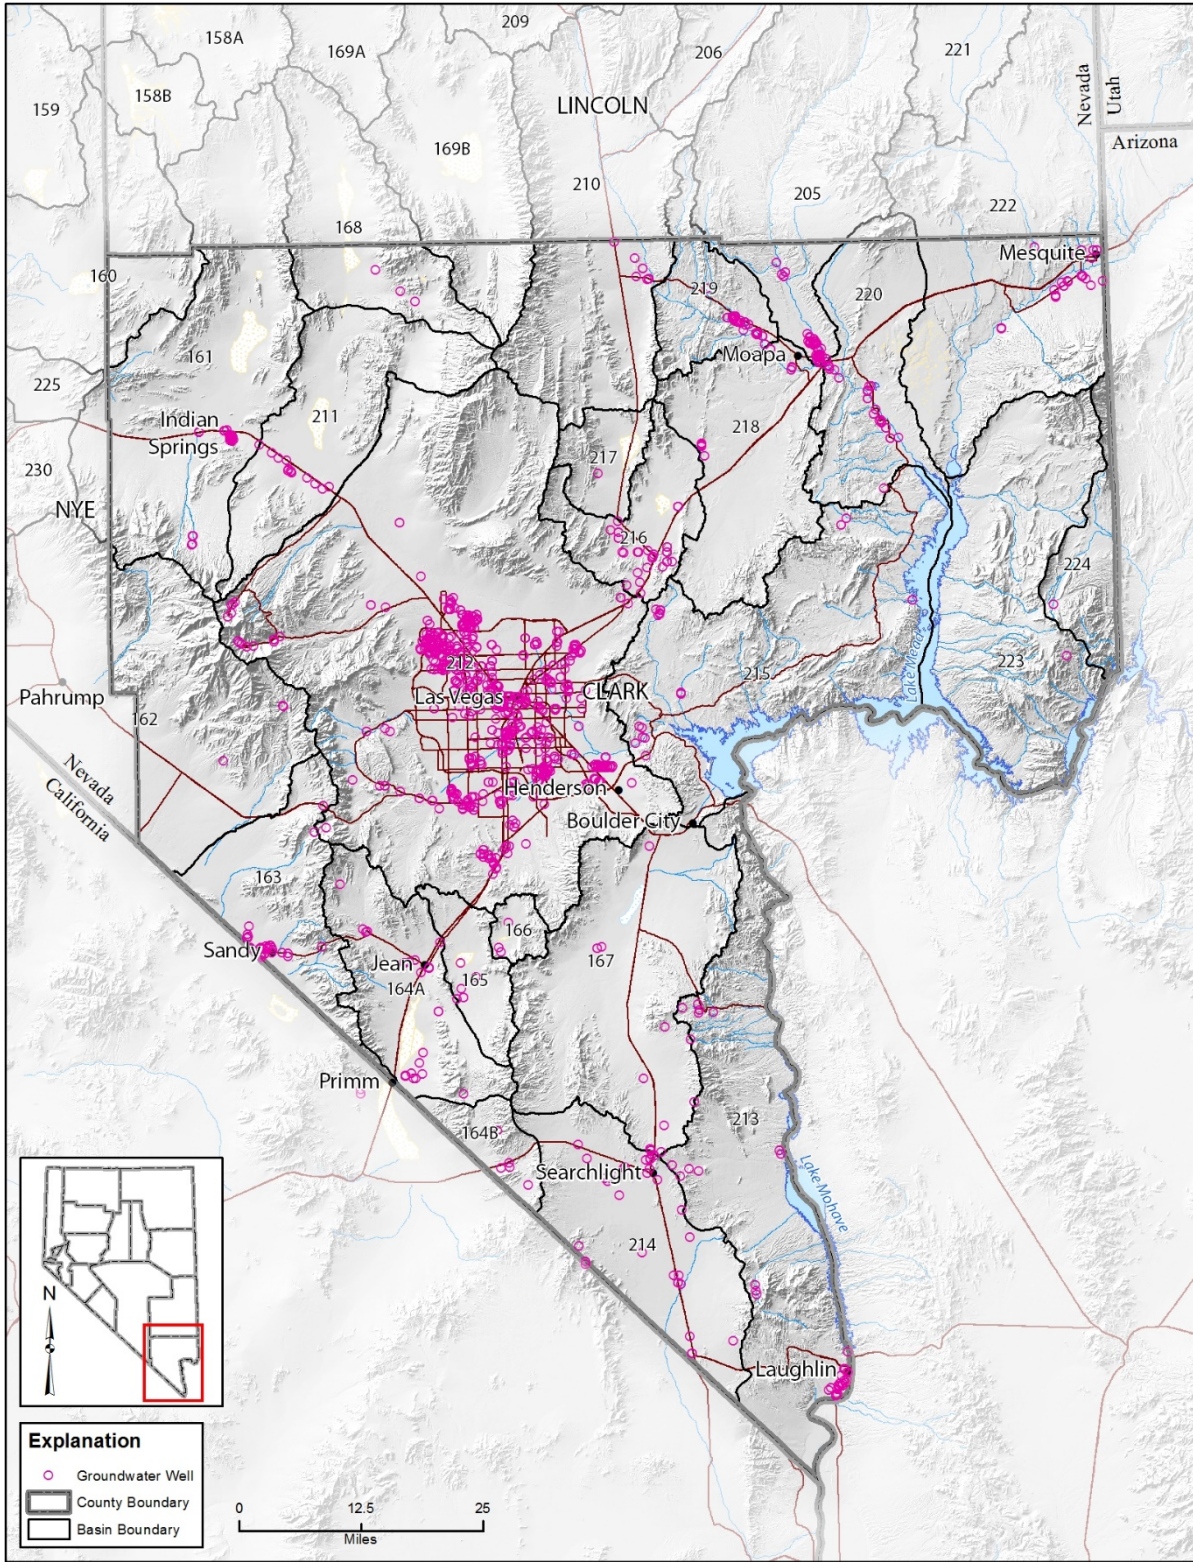 209
158A
169A
206
221
158B
159
LINCOLN
Nevada
Utah
Arizona
169B
210
205
222
168
Mesquite
160
219
220
161
Moapa
225
211
218
Indian
Springs
217
230
NYE
216
224
212
CLARK
Las Vegas
215
223
Lake Mead
Pahrump
162
Nevada
California
Henderson
Boulder City
163
166
Sandy
Jean
167
165
164A
Primm
213
164B
Searchlight
Lake Mohave
214
N
Laughlin
Explanation
Groundwater Well
County Boundary
Basin Boundary
0
12.5
25
Miles